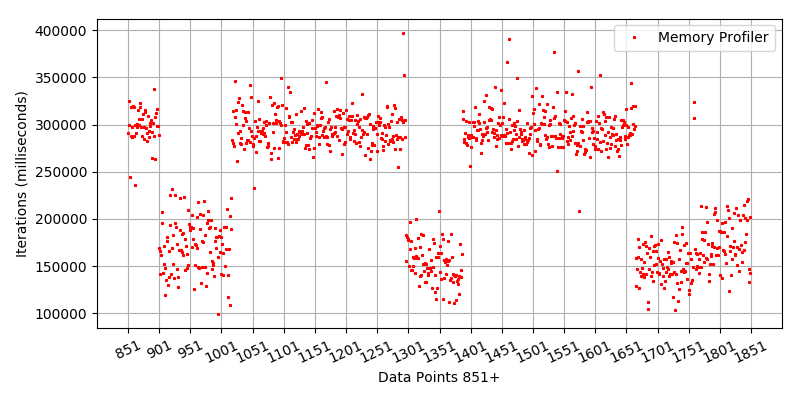 Memory Profiler
Iterations (milliseconds)
400000
350000
300000
250000
200000
150000
100000
851 901 951 1001 1051 1101 1151 1201 1251 1301 1351 1401 1451 1501 1551 1601 1651 1701 1751 1801 1851
Data Points 851+